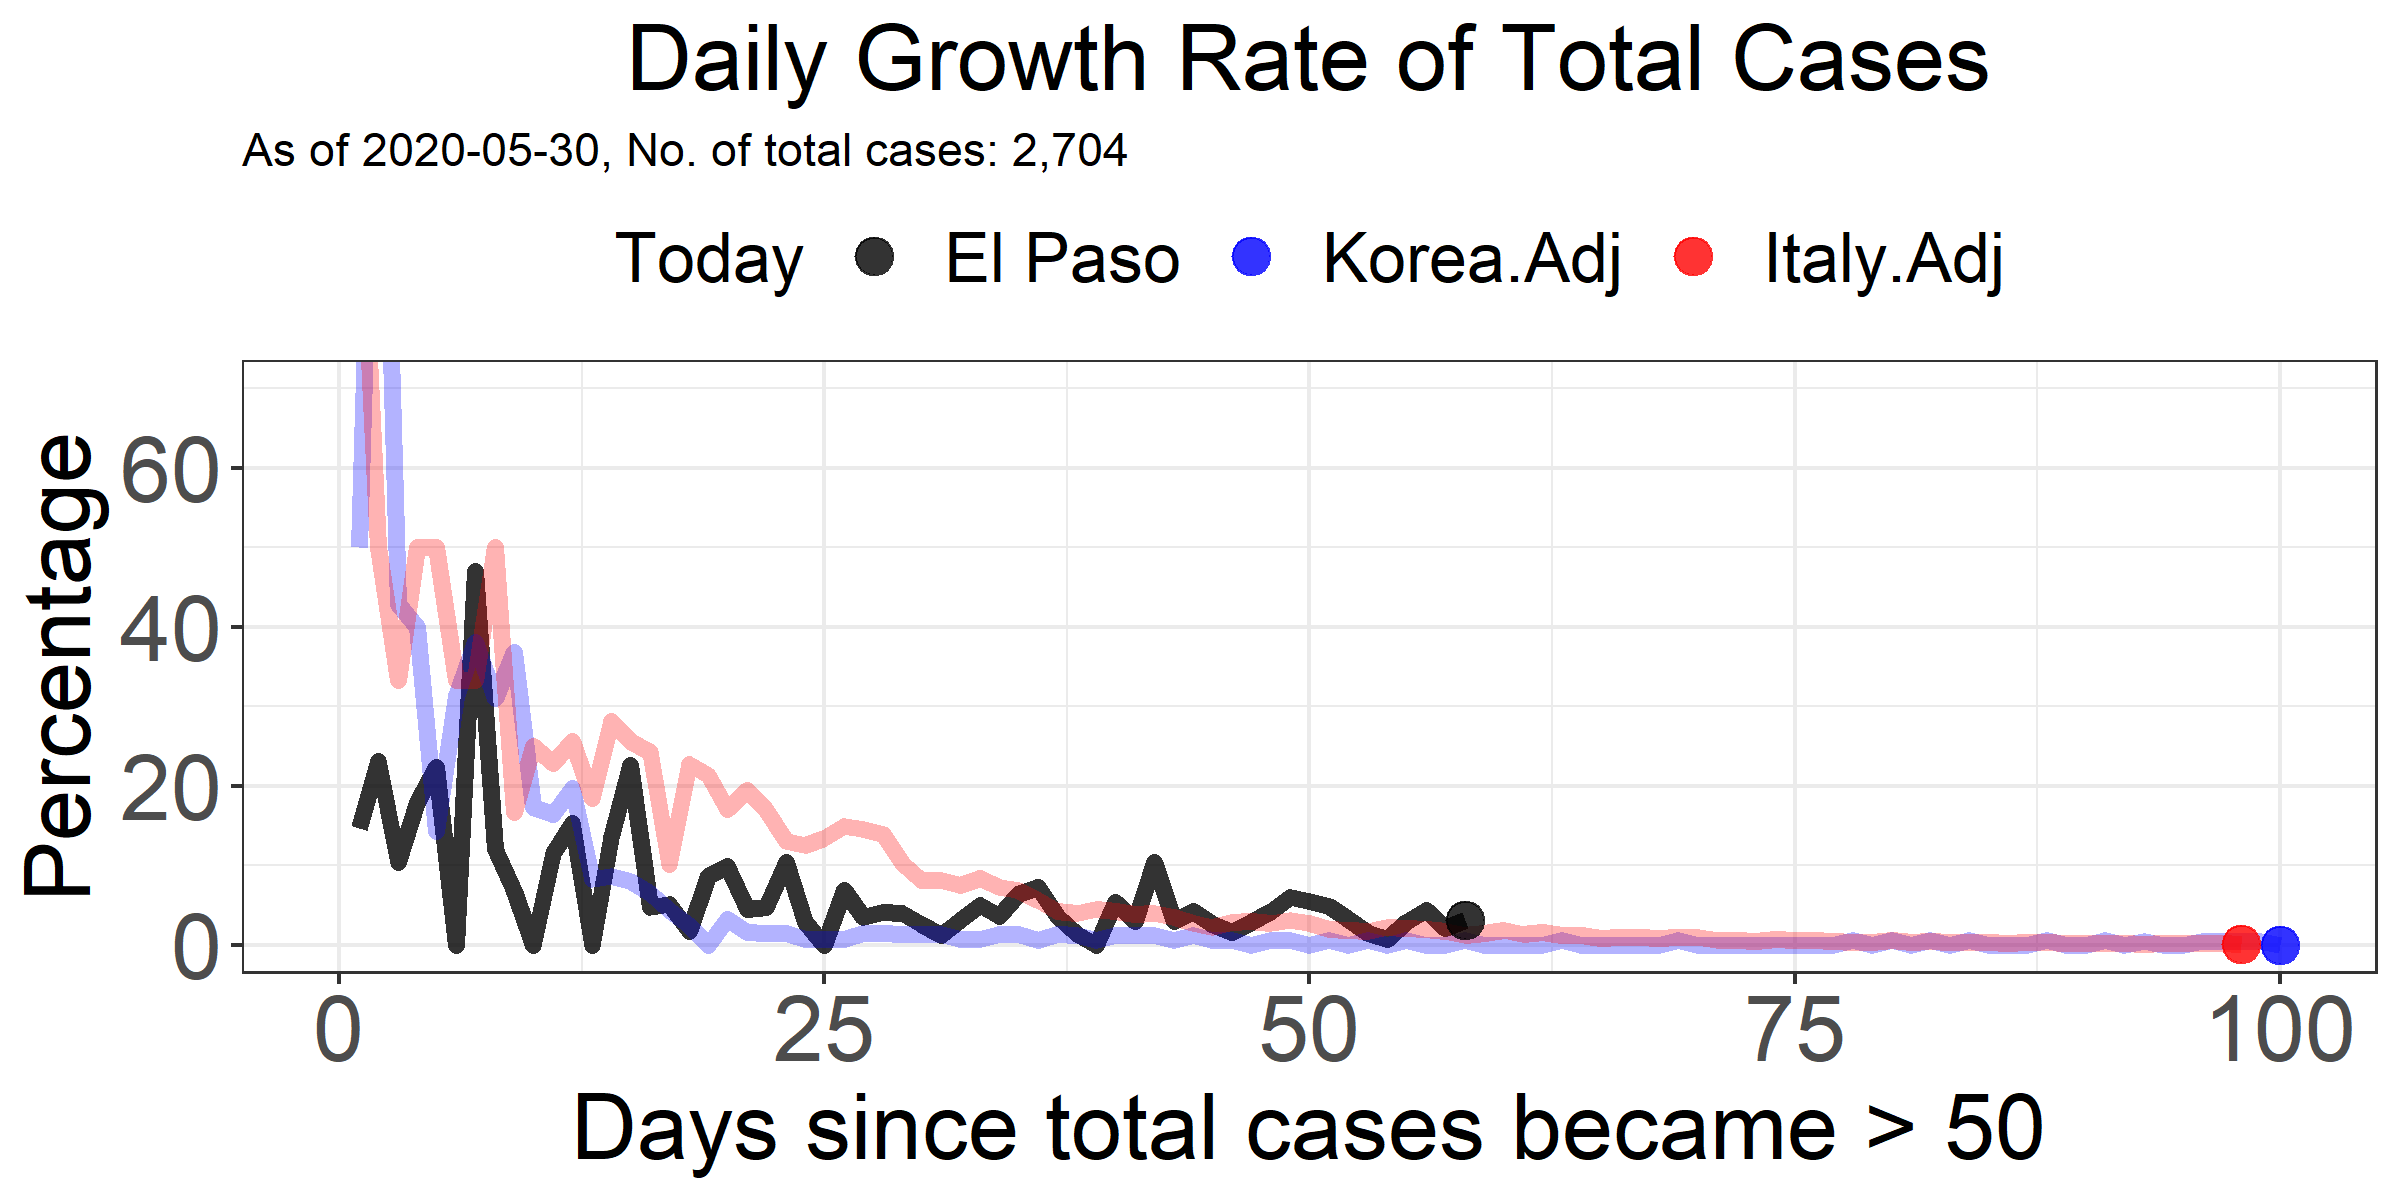 Daily Growth Rate of Total Cases
As of 2020-05-30, No. of total cases: 2,704
Today El Paso Korea.Adj Italy.Adj
Percentage
60
40
20
0
0 25 50 75 100
Days since total cases became > 50